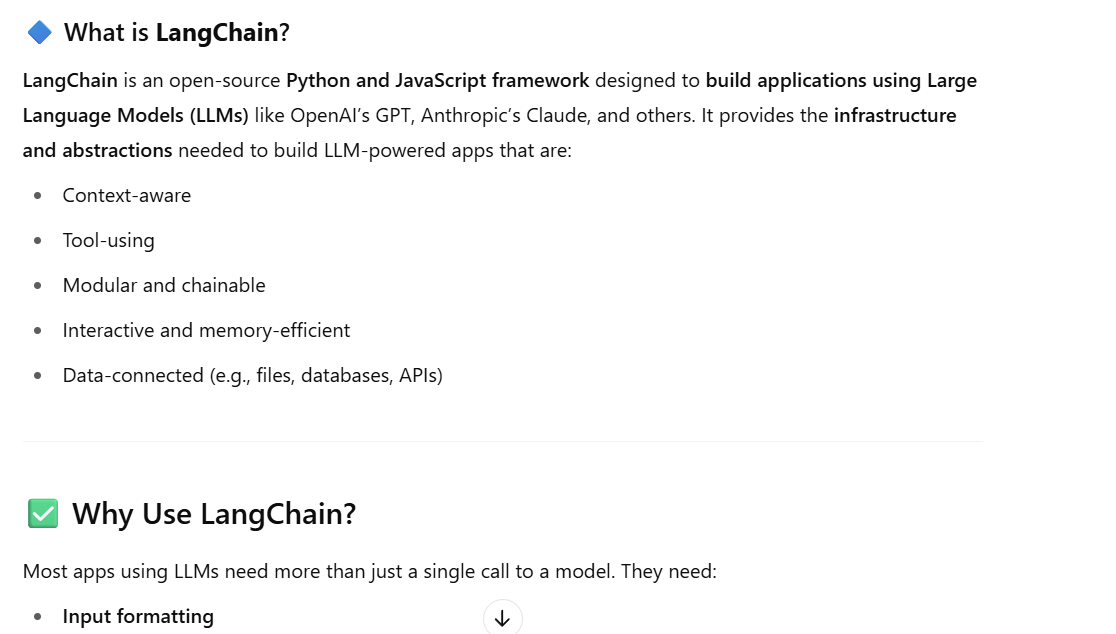 What is LangChain?
LangChain is an open-source Python and JavaScript framework designed to build applications using Large
Language Models (LLMs) like OpenAI’s GPT, Anthropic’s Claude, and others. It provides the infrastructure
and abstractions needed to build LLM-powered apps that are:
• Context-aware
• Tool-using
• Modular and chainable
• Interactive and memory-efficient
• Data-connected (e.g., files, databases, APIs)
Why Use LangChain?
Most apps using LLMs need more than just a single call to a model. They need:
• Input formatting